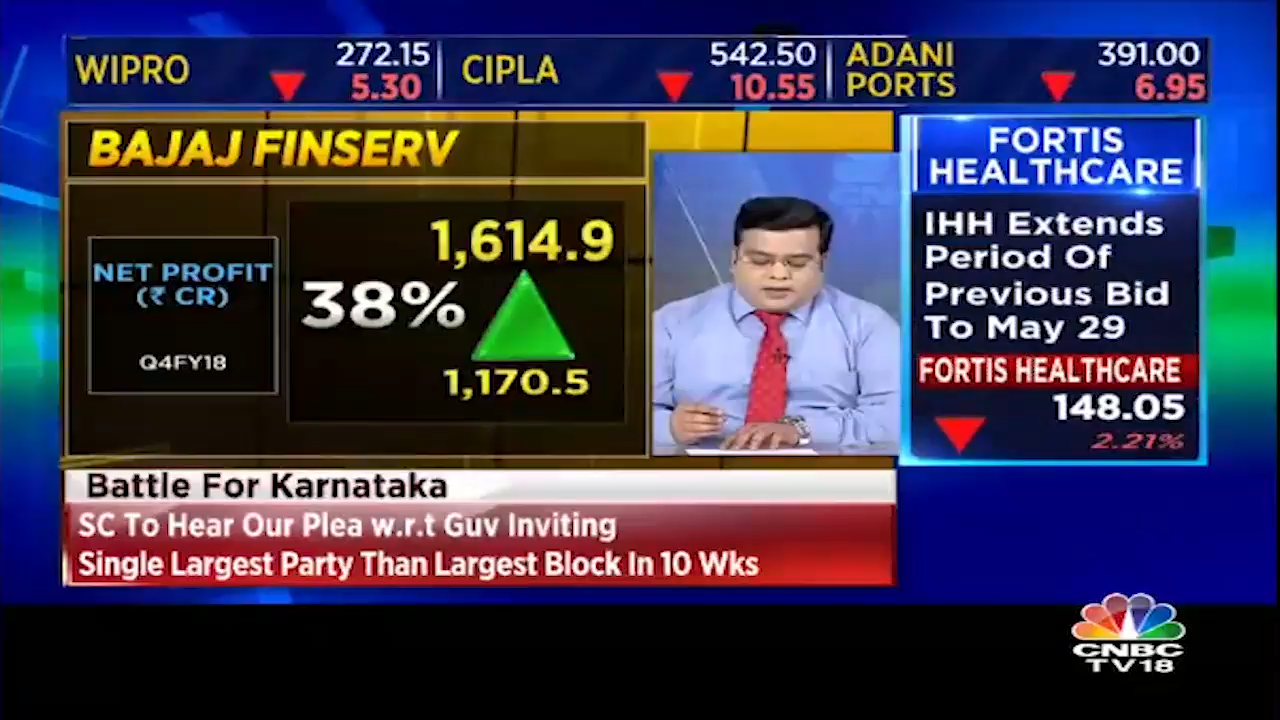 WIPRO
272.15
5.30
CIPLA
542.50
10.55
ADANI
PORTS
391.00
6.95
BAJAJ FINSERV
NET PROFIT
(₹ CR)
Q4FY18
1,614.9
38%
1,170.5
FORTIS
HEALTHCARE
IHH Extends
Period Of
Previous Bid
To May 29
FORTIS HEALTHCARE
148.05
2.21%
Battle For Karnataka
SC To Hear Our Plea w.r.t Guv Inviting
Single Largest Party Than Largest Block In 10 Wks
CNBC
TV18